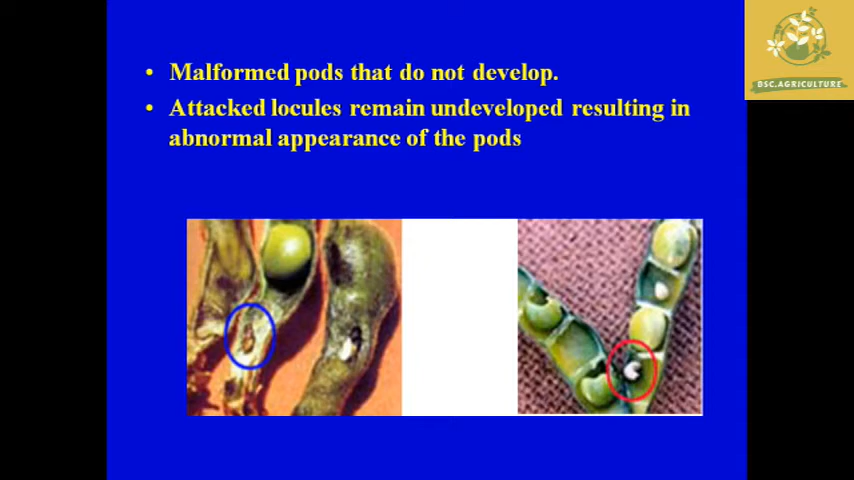 • Malformed pods that do not develop.
• Attacked locules remain undeveloped resulting in
abnormal appearance of the pods
BSC.AGRICULTURE